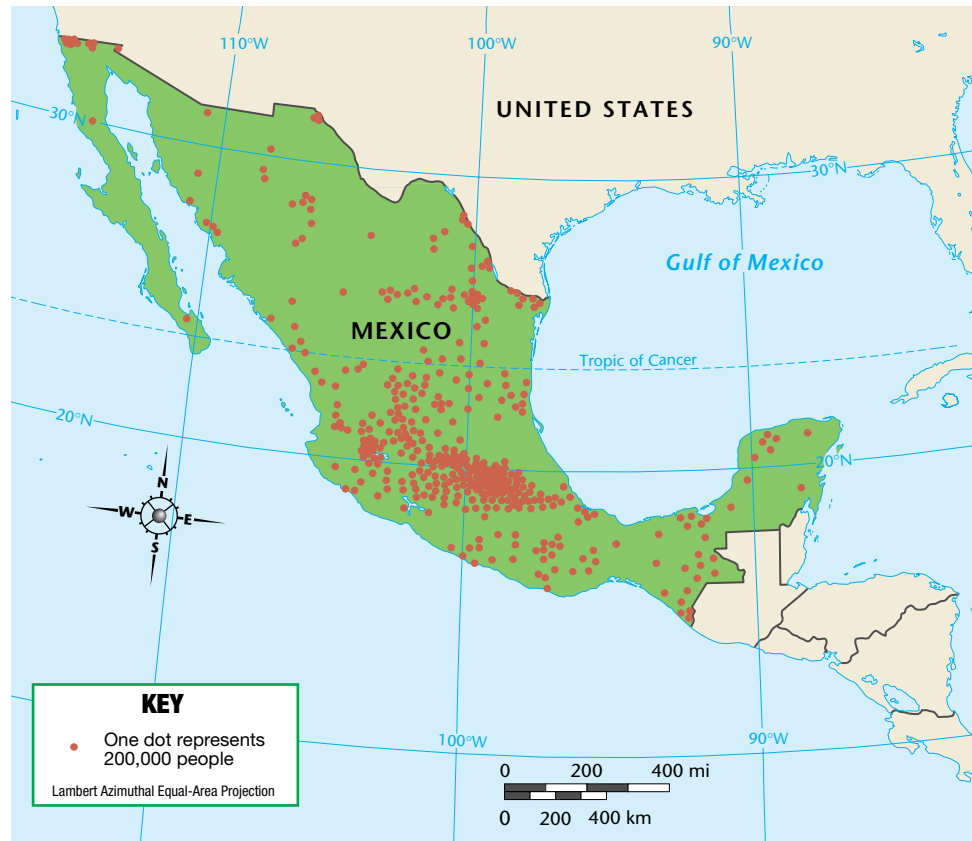 110°W
100°W
90°W
UNITED STATES
30°N
30°N
Gulf of Mexico
MEXICO
Tropic of Cancer
20°N
20°N
N
W
E
S
KEY
One dot represents
200,000 people
Lambert Azimuthal Equal-Area Projection
100°W
90°W
0 200 400 mi
0 200 400 km